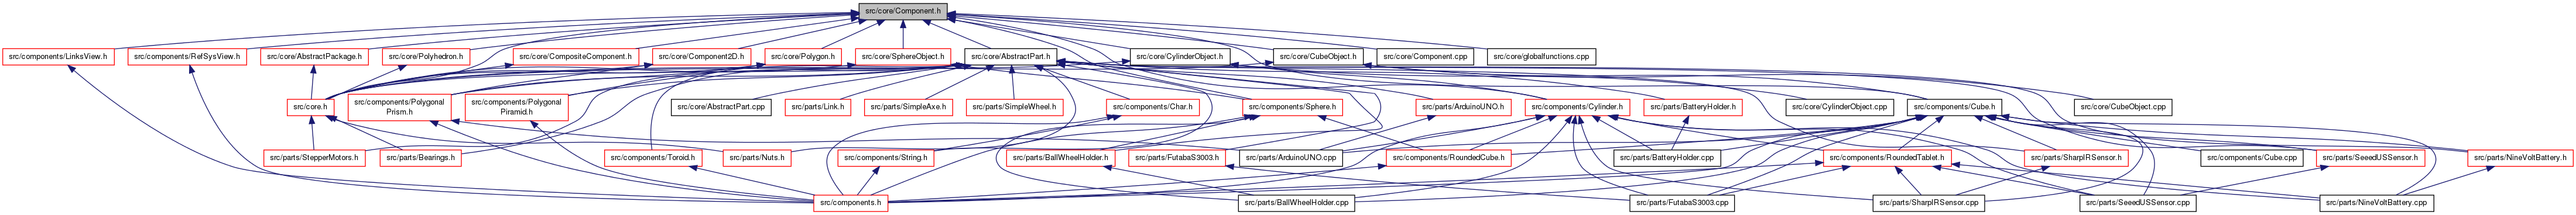 src/core/Component.h
src/components/LinksView.h
src/components/RefSysView.h
src/core/AbstractPackage.h
src/core/Polyhedron.h
src/core/CompositeComponent.h
src/core/Component2D.h
src/core/Polygon.h
src/core/SphereObject.h
src/core/AbstractPart.h
src/core/CylinderObject.h
src/core/CubeObject.h
src/core/Component.cpp
src/core/globalfunctions.cpp
src/core.h
src/components/Polygonal
Prism.h
src/components/Polygonal
Piramid.h
src/core/AbstractPart.cpp
src/parts/Link.h
src/parts/SimpleAxe.h
src/parts/SimpleWheel.h
src/components/Char.h
src/components/Sphere.h
src/parts/ArduinoUNO.h
src/components/Cylinder.h
src/parts/BatteryHolder.h
src/core/CylinderObject.cpp
src/components/Cube.h
src/core/CubeObject.cpp
src/parts/StepperMotors.h
src/parts/Bearings.h
src/components/Toroid.h
src/parts/Nuts.h
src/components/String.h
src/parts/BallWheelHolder.h
src/parts/FutabaS3003.h
src/parts/ArduinoUNO.cpp
src/components/RoundedCube.h
src/parts/BatteryHolder.cpp
src/components/RoundedTablet.h
src/parts/SharpIRSensor.h
src/components/Cube.cpp
src/parts/SeeedUSSensor.h
src/parts/NineVoltBattery.h
src/components.h
src/parts/BallWheelHolder.cpp
src/parts/FutabaS3003.cpp
src/parts/SharpIRSensor.cpp
src/parts/SeeedUSSensor.cpp
src/parts/NineVoltBattery.cpp